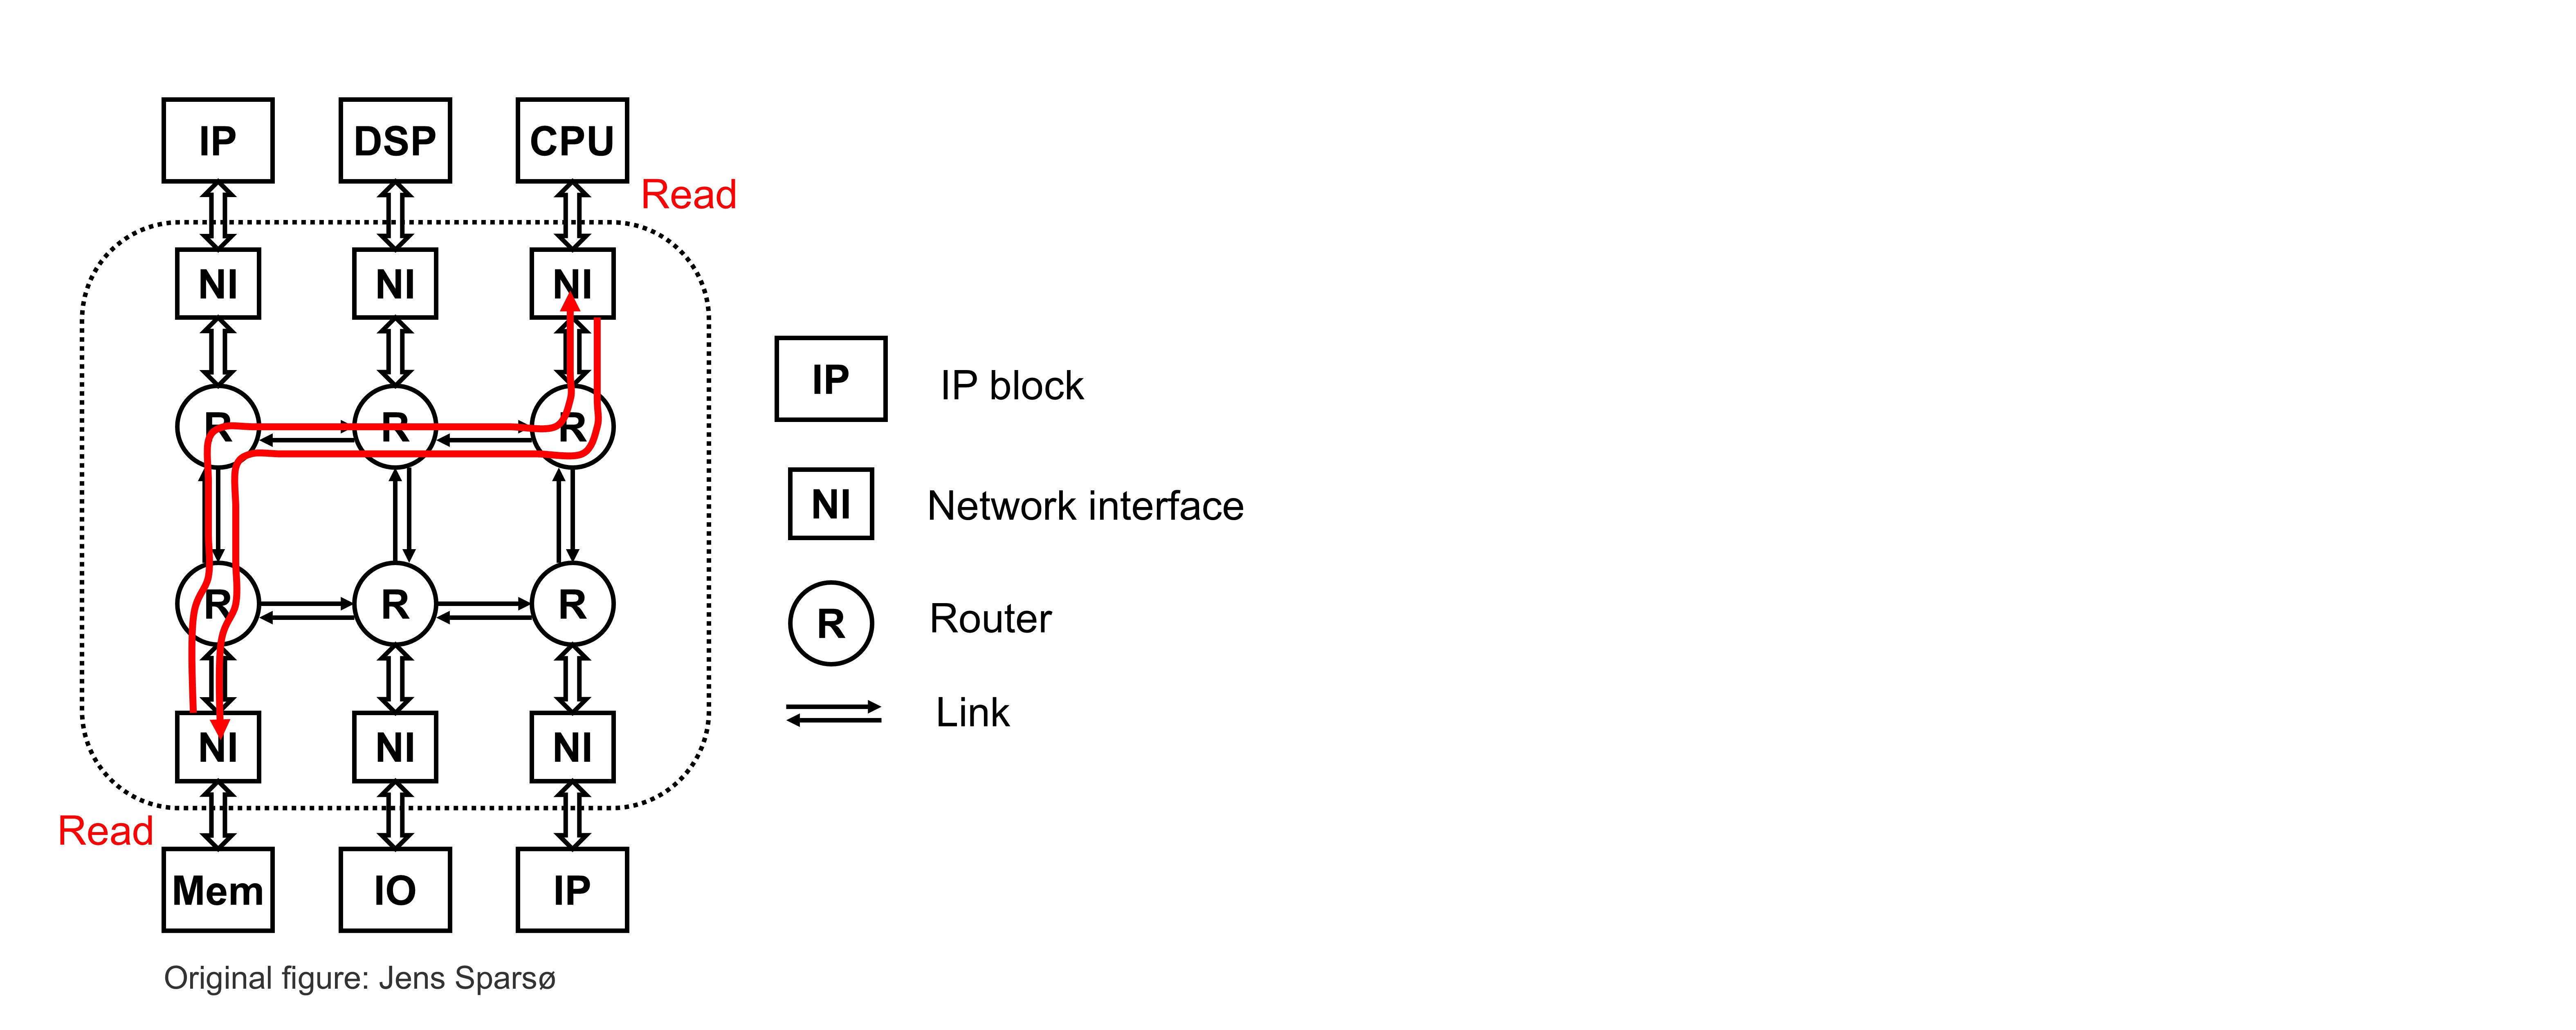 IP DSP CPU
Read
NI NI NI
R R R
R R R
NI NI NI
Read
Mem IO IP
IP IP block
NI Network interface
R Router
Link
Original figure: Jens Sparsø